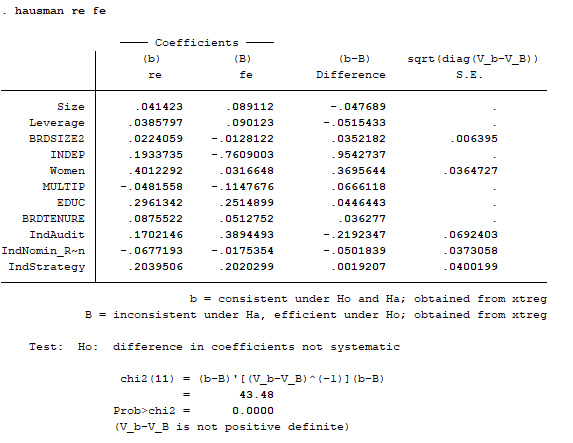 . hausman re fe
Coefficients
(b) (B) (b-B) sqrt(diag(V_b-V_B))
re fe Difference S.E.
Size .041423 .089112 -.047689 .
Leverage .0385797 .090123 -.0515433 .
BRDSIZE2 .0224059 -.0128122 .0352182 .006395
INDEP .1933735 -.7609003 .9542737 .
Women .4012292 .0316648 .3695644 .0364727
MULTIP -.0481558 -.1147676 .0666118 .
EDUC .2961342 .2514899 .0446443 .
BRDTENURE .0875522 .0512752 .036277 .
IndAudit .1702146 .3894493 -.2192347 .0692403
IndNomin_R~n -.0677193 -.0175354 -.0501839 .0373058
IndStrategy .2039506 .2020299 .0019207 .0400199
b = consistent under Ho and Ha; obtained from xtreg
B = inconsistent under Ha, efficient under Ho; obtained from xtreg
Test: Ho: difference in coefficients not systematic
chi2(11) = (b-B)'[(V_b-V_B)^(-1)](b-B)
= 43.48
Prob>chi2 = 0.0000
(V_b-V_B is not positive definite)